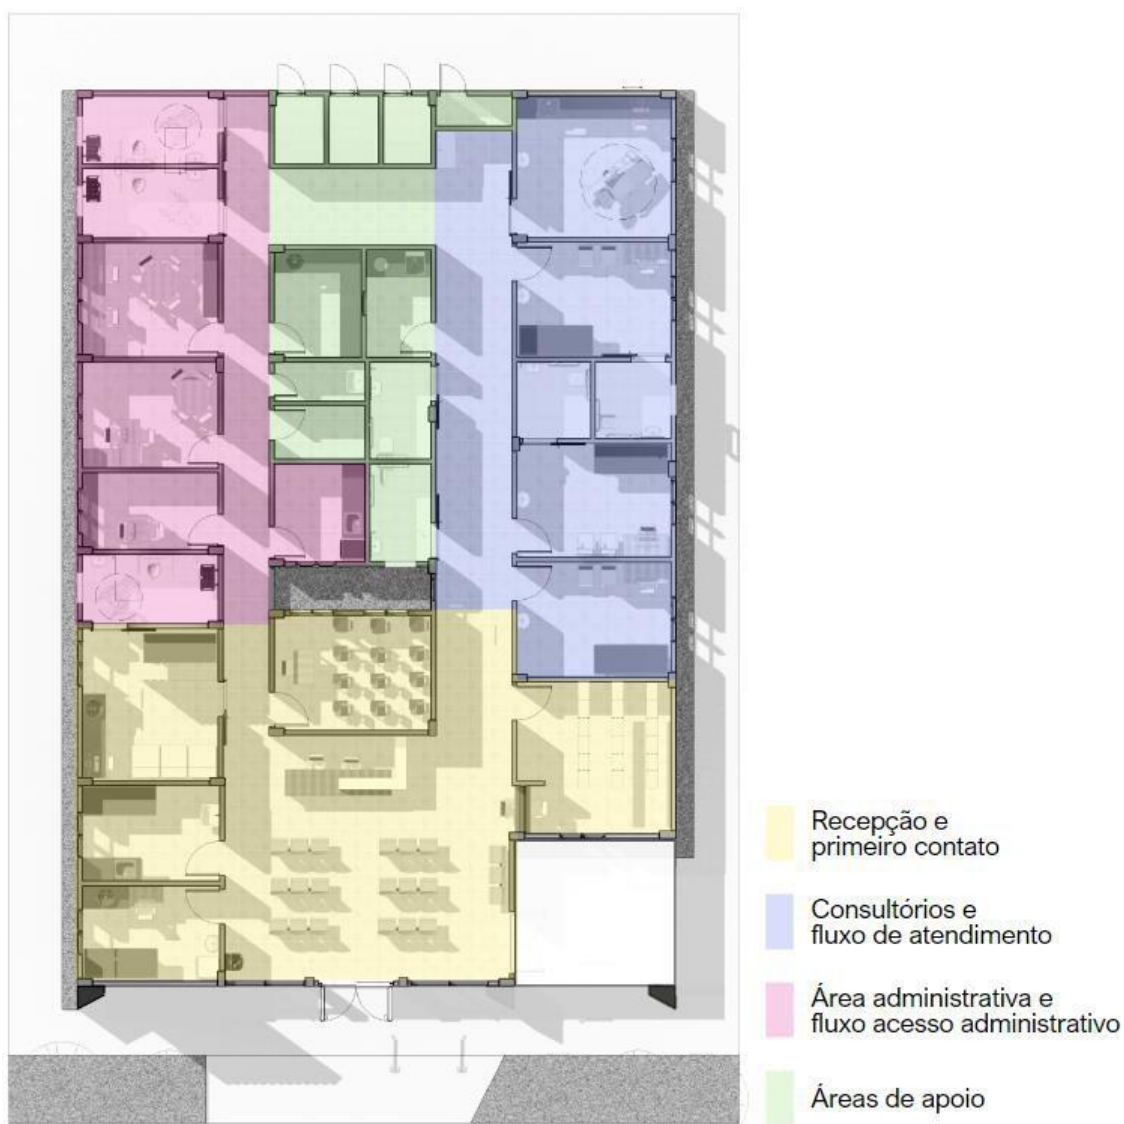 Recepção e
primeiro contato
Consultórios e
fluxo de atendimento
Área administrativa e
fluxo acesso administrativo
Áreas de apoio